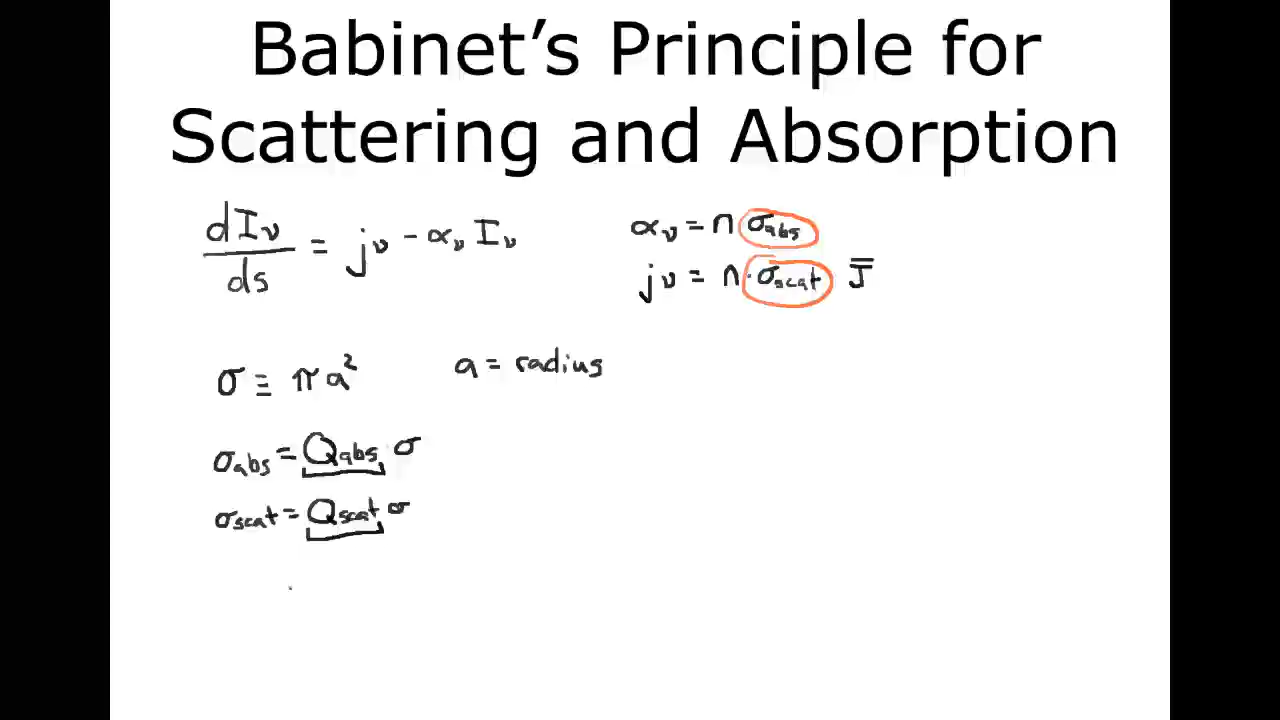 Babinet's Principle for
Scattering and Absorption
dIν/ds = jν - αν Iν
αν = n σabs
jν = n · σscat J̅
σ ≡ πa² a = radius
σabs = Qabs σ
σscat = Qscat σ